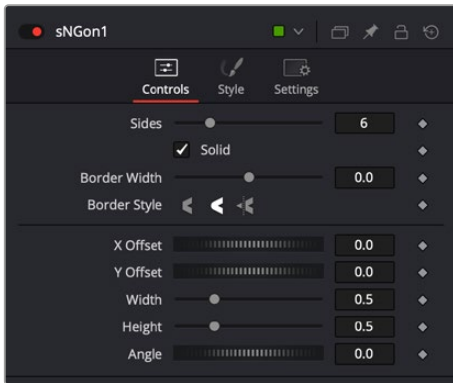 sNGon1
Controls Style Settings
Sides 6
Solid
Border Width 0.0
Border Style
X Offset 0.0
Y Offset 0.0
Width 0.5
Height 0.5
Angle 0.0